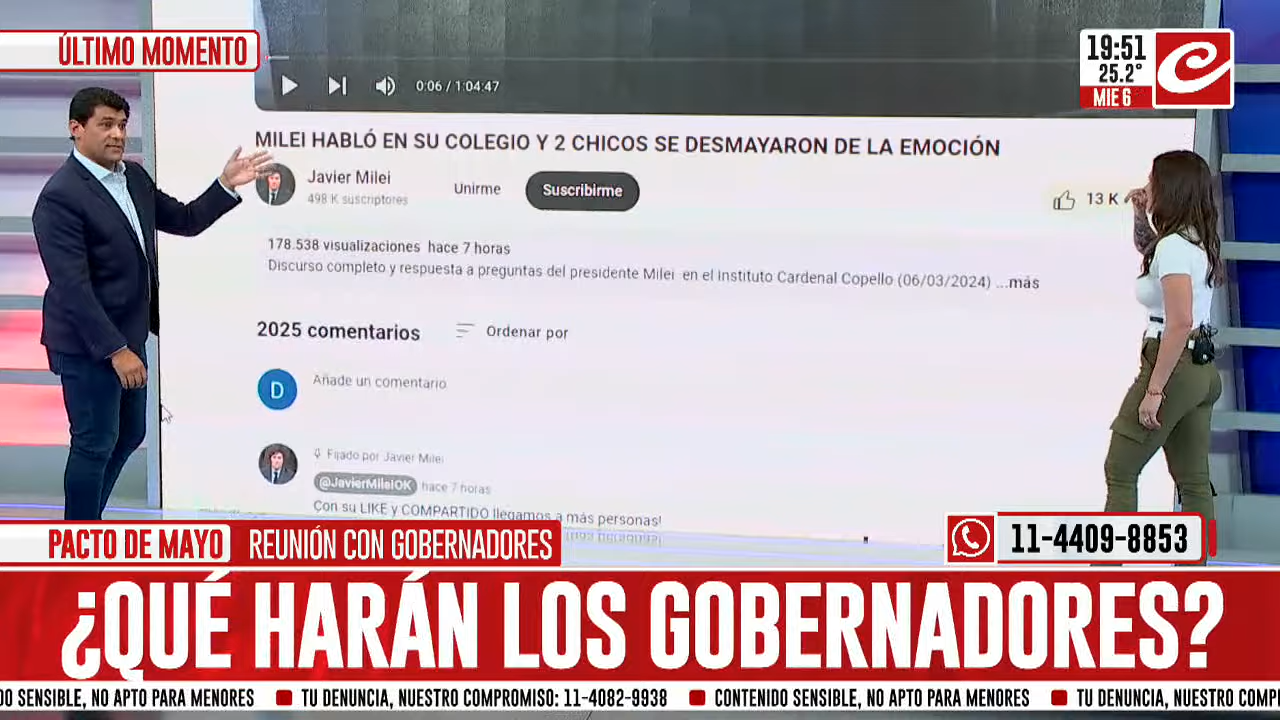 ÚLTIMO MOMENTO
19:51
25.2°
MIE 6
0:06 / 1:04:47
MILEI HABLÓ EN SU COLEGIO Y 2 CHICOS SE DESMAYARON DE LA EMOCIÓN
Javier Milei
498 K suscriptores
Unirme
Suscribirme
13 K
178.538 visualizaciones hace 7 horas
Discurso completo y respuesta a preguntas del presidente Milei en el Instituto Cardenal Copello (06/03/2024) ...más
2025 comentarios
Ordenar por
D
Añade un comentario
Fijado por Javier Milei
@JavierMileiOK hace 7 horas
Con su LIKE y COMPARTIDO llegamos a más personas!
PACTO DE MAYO
REUNIÓN CON GOBERNADORES
11-4409-8853
¿QUÉ HARÁN LOS GOBERNADORES?
DO SENSIBLE, NO APTO PARA MENORES TU DENUNCIA, NUESTRO COMPROMISO: 11-4082-9938 CONTENIDO SENSIBLE, NO APTO PARA MENORES TU DENUNCIA, NUESTRO COMP